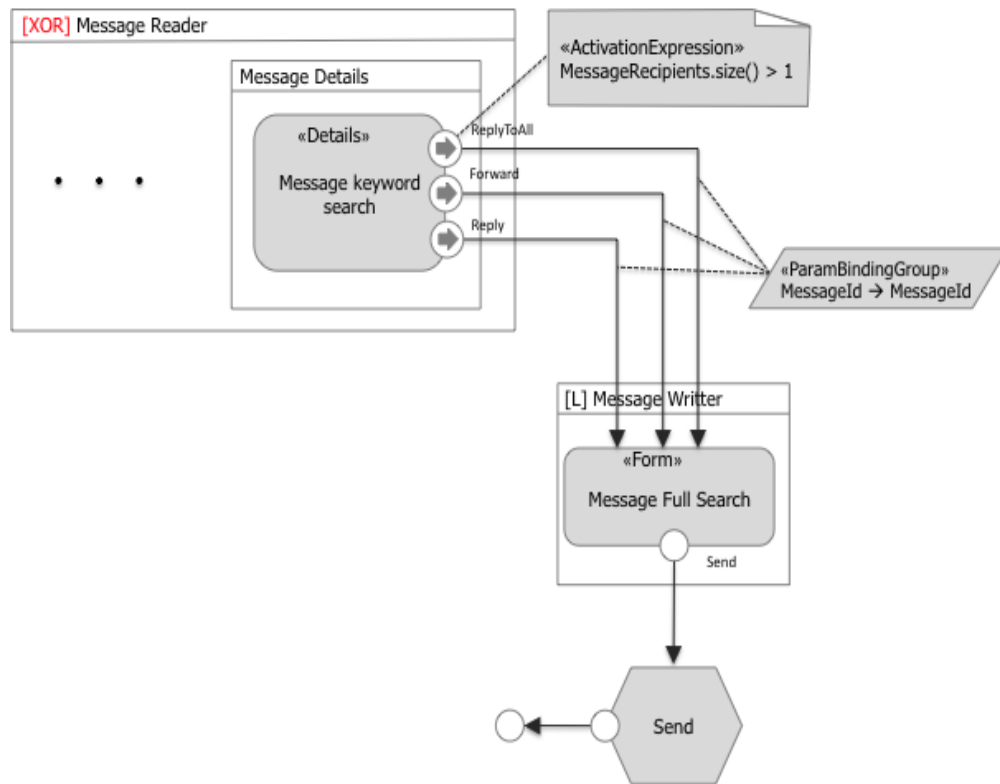 [XOR] Message Reader
«ActivationExpression»
MessageRecipients.size() > 1
Message Details
«Details»
Message keyword
search
ReplyToAll
Forward
Reply
• • •
«ParamBindingGroup»
MessageId → MessageId
[L] Message Writter
«Form»
Message Full Search
Send
Send